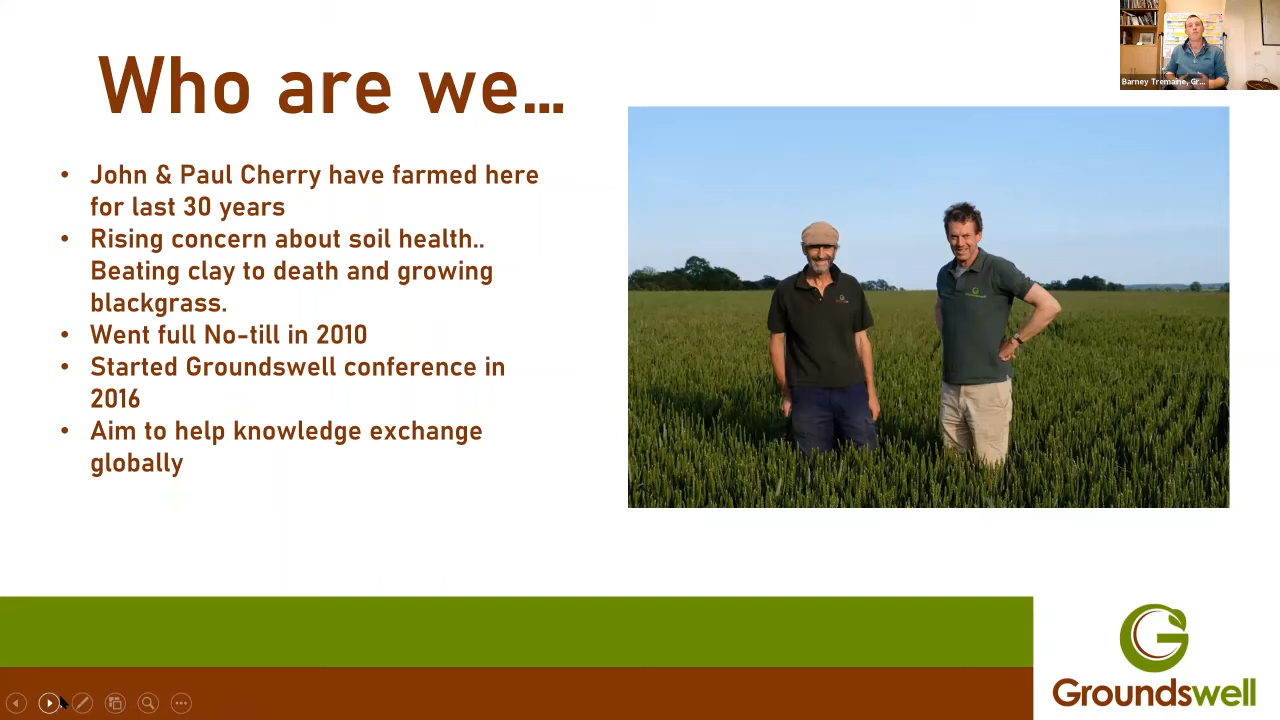 Who are we...
Barney Tremaine, Gr...
• John & Paul Cherry have farmed here
for last 30 years
• Rising concern about soil health..
Beating clay to death and growing
blackgrass.
• Went full No-till in 2010
• Started Groundswell conference in
2016
• Aim to help knowledge exchange
globally
Groundswell